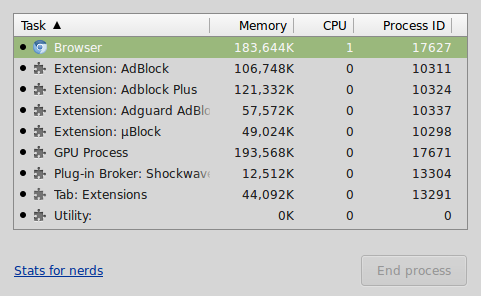 Task ▲ Memory CPU Process ID
Browser 183,644K 1 17627
Extension: AdBlock 106,748K 0 10311
Extension: Adblock Plus 121,332K 0 10324
Extension: Adguard AdBlo 57,572K 0 10337
Extension: µBlock 49,024K 0 10298
GPU Process 193,568K 0 17671
Plug-in Broker: Shockwave 12,512K 0 13304
Tab: Extensions 44,092K 0 13291
Utility: 0K 0 0
Stats for nerds End process